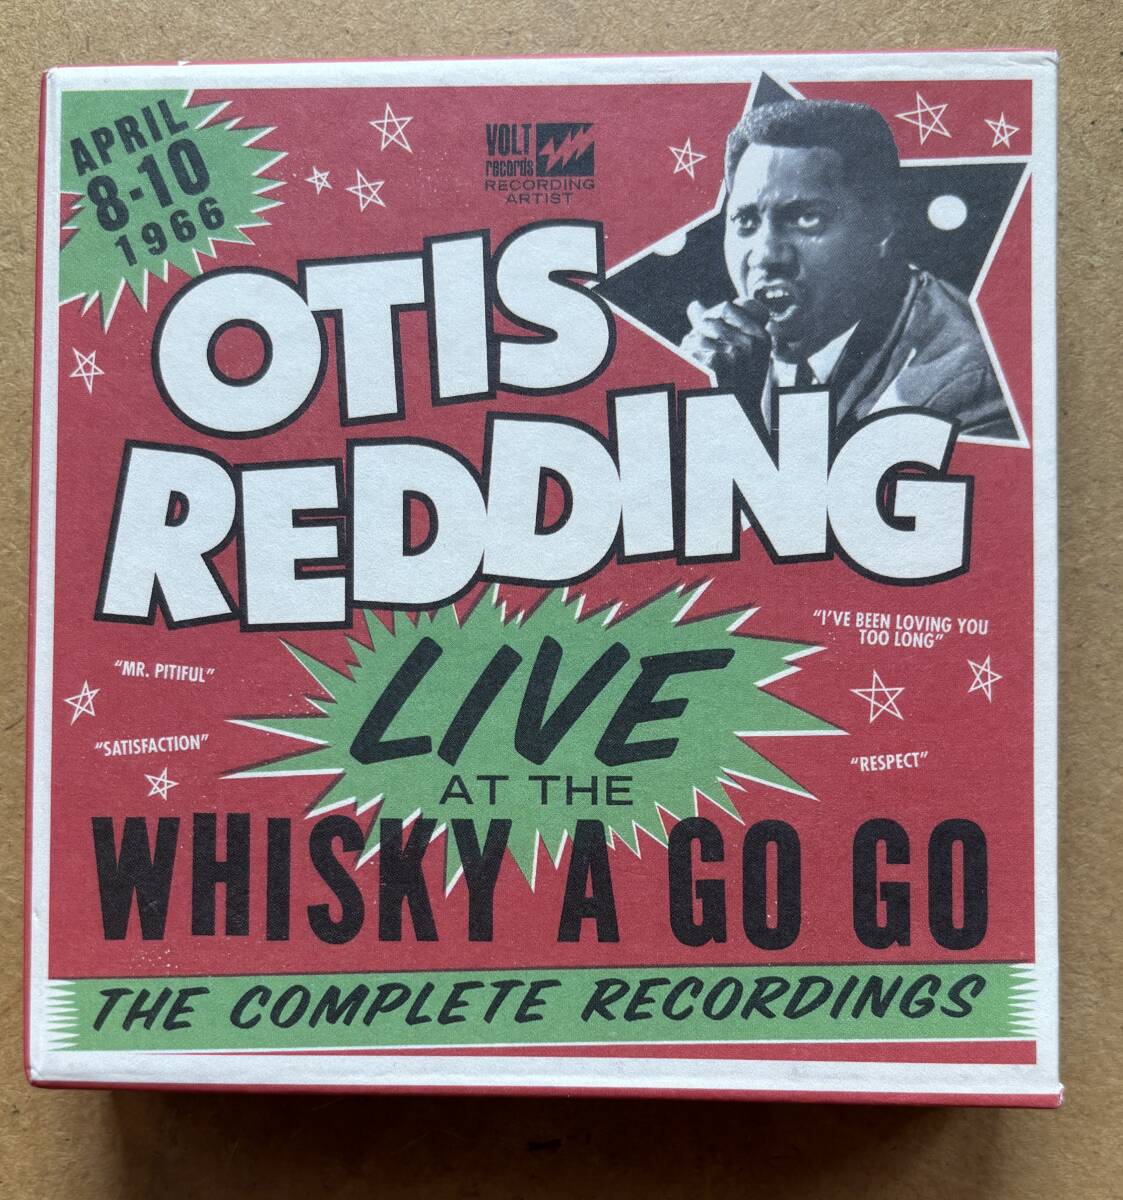 APRIL
8-10
1966
VOLT
records
RECORDING
ARTIST
OTIS
REDDING
"MR. PITIFUL"
"SATISFACTION"
"I'VE BEEN LOVING YOU
TOO LONG"
"RESPECT"
LIVE
AT THE
WHISKY A GO GO
THE COMPLETE RECORDINGS